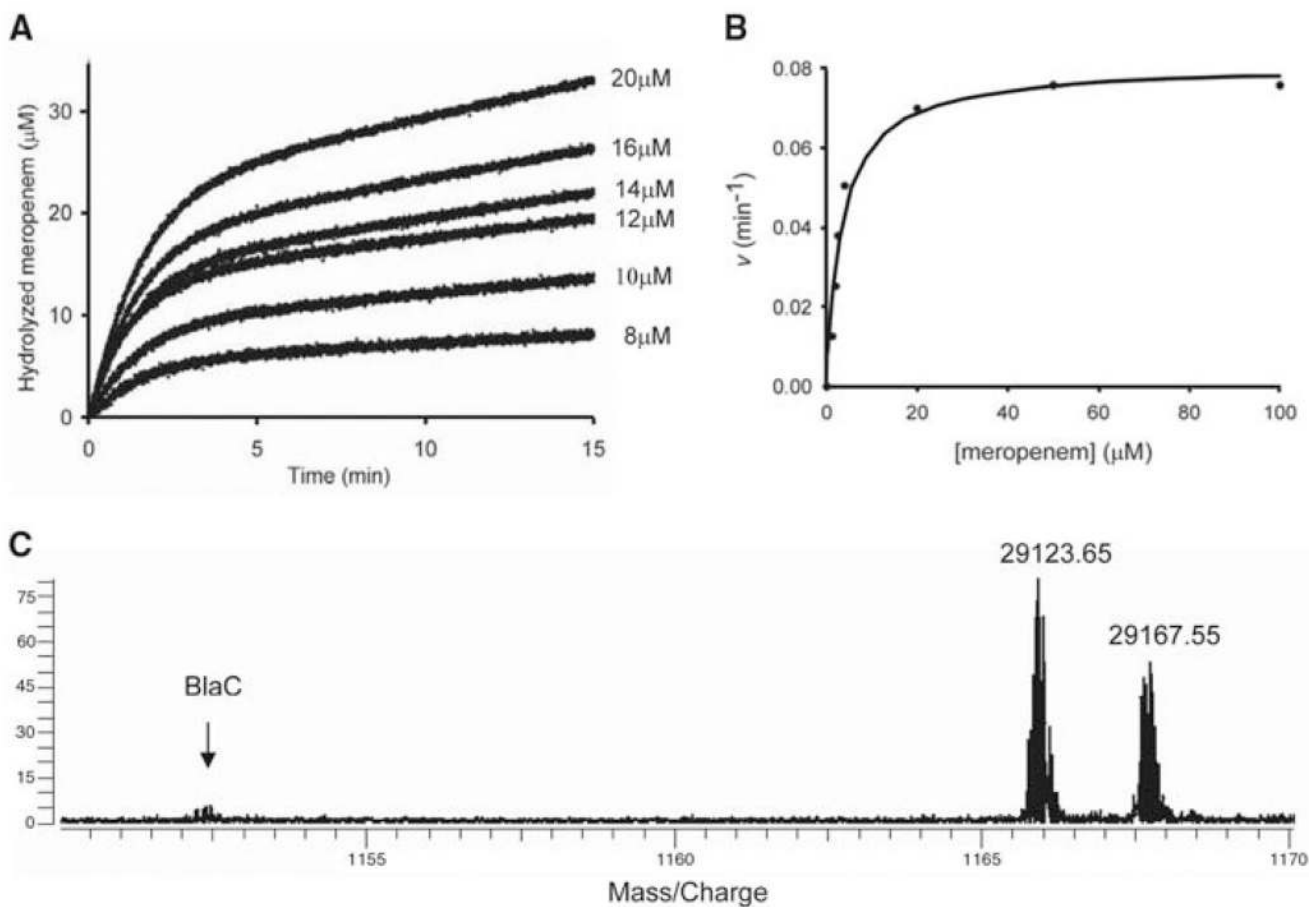 A
Hydrolyzed meropenem (μM)
30
20
10
0
20μM
16μM
14μM
12μM
10μM
8μM
0
5
10
15
Time (min)
B
v (min⁻¹)
0.08
0.06
0.04
0.02
0.00
0
20
40
60
80
100
[meropenem] (μM)
C
75
60
45
30
15
0
BlaC
29123.65
29167.55
1155
1160
1165
1170
Mass/Charge